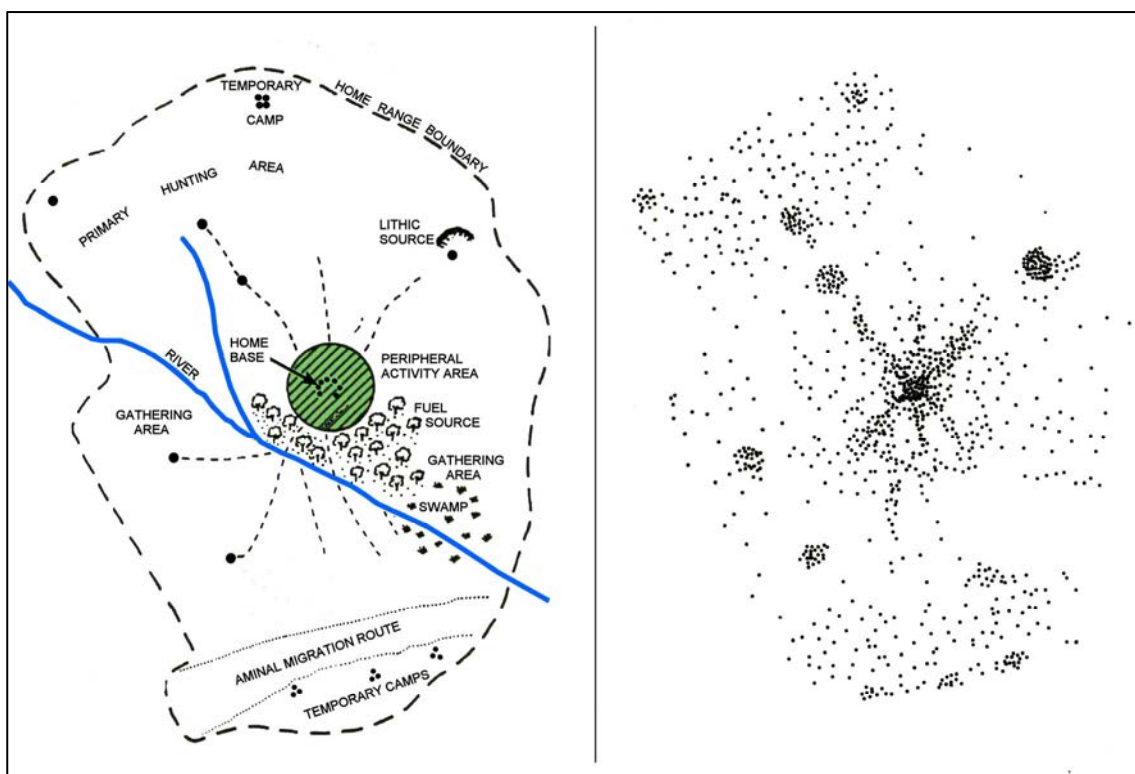 TEMPORARY
CAMP
HOME RANGE BOUNDARY
PRIMARY HUNTING AREA
LITHIC
SOURCE
HOME
BASE
RIVER
PERIPHERAL
ACTIVITY AREA
GATHERING
AREA
FUEL
SOURCE
GATHERING
AREA
SWAMP
AMINAL MIGRATION ROUTE
TEMPORARY CAMPS